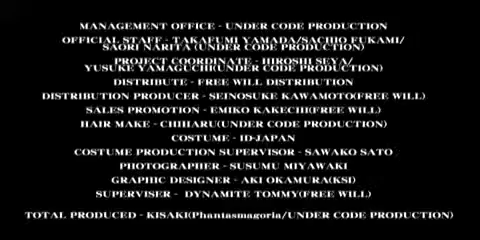 MANAGEMENT OFFICE - UNDER CODE PRODUCTION
OFFICIAL STAFF - TAKAFUMI YAMADA/SACHIO FUKAMI/
SAORI NARITA (UNDER CODE PRODUCTION)
PROJECT COORDINATE - HIROSHI SEYA/
YUSUKE YAMAGUCHI(UNDER CODE PRODUCTION)
DISTRIBUTE - FREE WILL DISTRIBUTION
DISTRIBUTION PRODUCER - SEINOSUKE KAWAMOTO(FREE WILL)
SALES PROMOTION - EMIKO KAKECHI(FREE WILL)
HAIR MAKE - CHIHARU(UNDER CODE PRODUCTION)
COSTUME - ID-JAPAN
COSTUME PRODUCTION SUPERVISOR - SAWAKO SATO
PHOTOGRAPHER - SUSUMU MIYAWAKI
GRAPHIC DESIGNER - AKI OKAMURA(KSI)
SUPERVISER - DYNAMITE TOMMY(FREE WILL)
TOTAL PRODUCED - KISAKI(Phantasmagoria/UNDER CODE PRODUCTION)